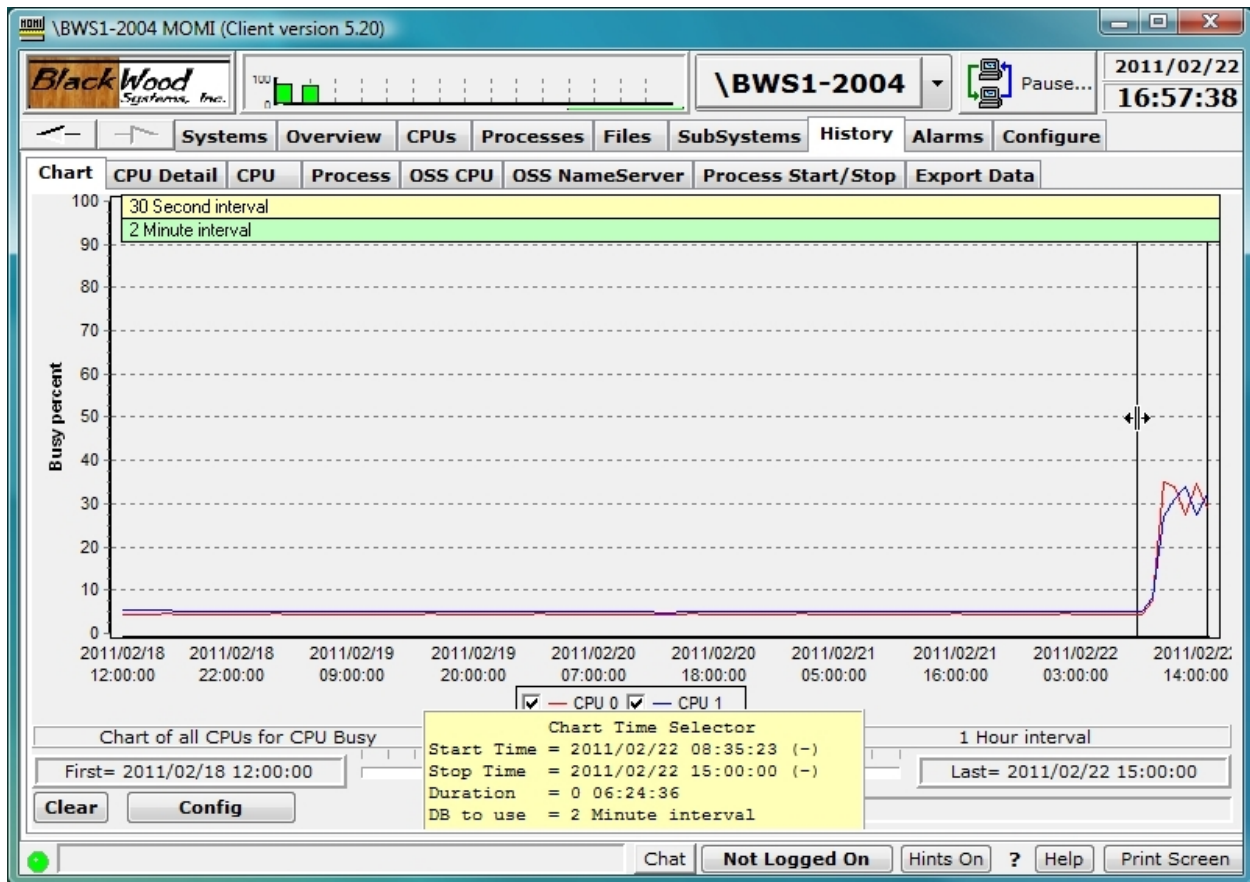 \BWS1-2004 MOMI (Client version 5.20)
BlackWood Systems, Inc.
100
0
\BWS1-2004
Pause...
2011/02/22
16:57:38
Systems Overview CPUs Processes Files SubSystems History Alarms Configure
Chart CPU Detail CPU Process OSS CPU OSS NameServer Process Start/Stop Export Data
30 Second interval
2 Minute interval
100
90
80
70
60
50
40
30
20
10
0
Busy percent
2011/02/18 2011/02/18 2011/02/19 2011/02/19 2011/02/20 2011/02/20 2011/02/21 2011/02/21 2011/02/22 2011/02/2
12:00:00 22:00:00 09:00:00 20:00:00 07:00:00 18:00:00 05:00:00 16:00:00 03:00:00 14:00:00
CPU 0 CPU 1
Chart of all CPUs for CPU Busy
1 Hour interval
First= 2011/02/18 12:00:00
Last= 2011/02/22 15:00:00
Chart Time Selector
Start Time = 2011/02/22 08:35:23 (-)
Stop Time = 2011/02/22 15:00:00 (-)
Duration = 0 06:24:36
DB to use = 2 Minute interval
Clear Config
Chat Not Logged On Hints On ? Help Print Screen